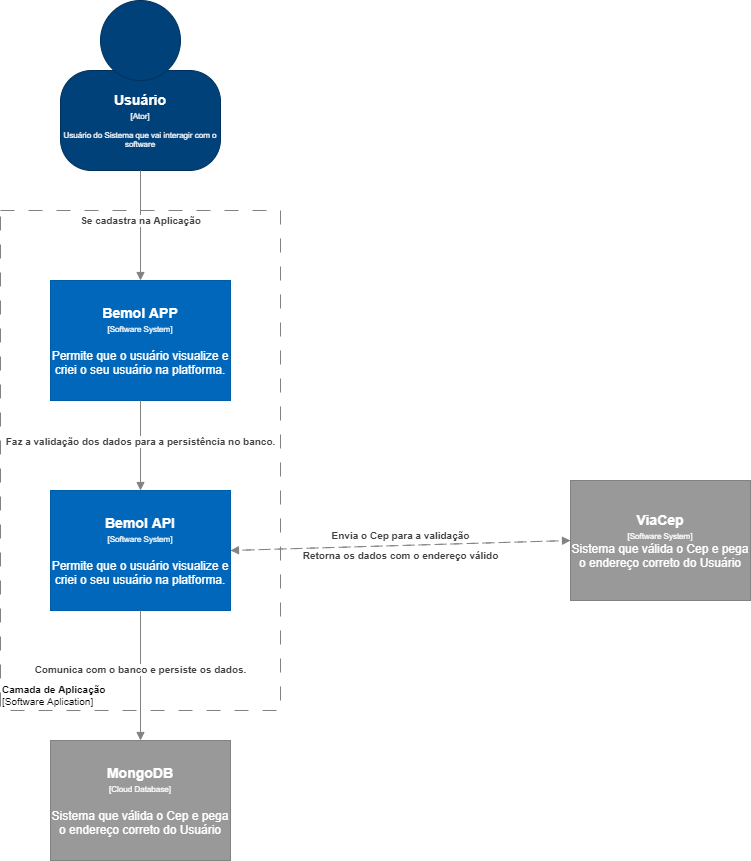 Usuário
[Ator]
Usuário do Sistema que vai interagir com o
software
Se cadastra na Aplicação
Bemol APP
[Software System]
Permite que o usuário visualize e
criei o seu usuário na platforma.
Faz a validação dos dados para a persistência no banco.
Bemol API
[Software System]
Permite que o usuário visualize e
criei o seu usuário na platforma.
Envia o Cep para a validação
Retorna os dados com o endereço válido
ViaCep
[Software System]
Sistema que válida o Cep e pega
o endereço correto do Usuário
Comunica com o banco e persiste os dados.
Camada de Aplicação
[Software Aplication]
MongoDB
[Cloud Database]
Sistema que válida o Cep e pega
o endereço correto do Usuário